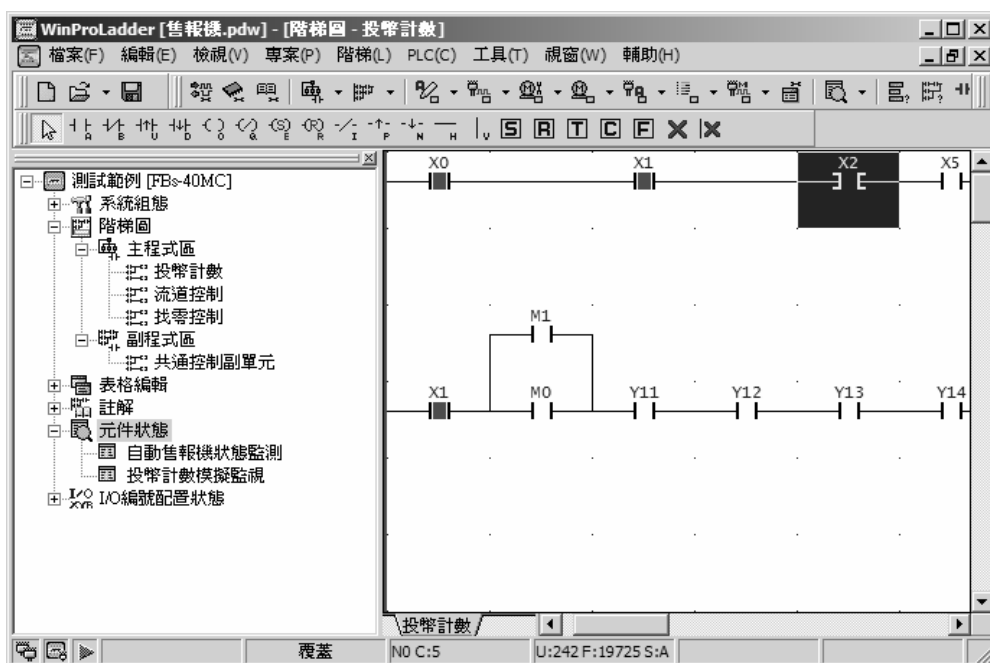 WinProLadder [售報機.pdw] - [階梯圖 - 投幣計數]
檔案(F) 編輯(E) 檢視(V) 專案(P) 階梯(L) PLC(C) 工具(T) 視窗(W) 輔助(H)
A B U D O Q S R I P N H V S R T C F
測試範例 [FBs-40MC]
系統組態
階梯圖
主程式區
投幣計數
流道控制
找零控制
副程式區
共通控制副單元
表格編輯
註解
元件狀態
自動售報機狀態監測
投幣計數模擬監視
I/O編號配置狀態
X0 X1 X2 X5
M1
X1 M0 Y11 Y12 Y13 Y14
投幣計數
覆蓋 N0 C:5 U:242 F:19725 S:A